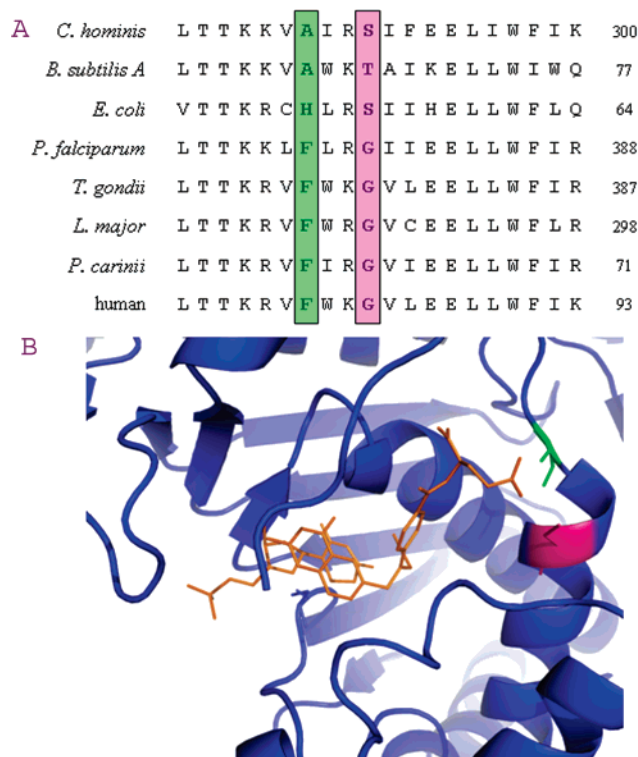 A
C. hominis L T T K K V A I R S I F E E L I W F I K 300
B. subtilis A L T T K K V A W K T A I K E L L W I W Q 77
E. coli V T T K R C H L R S I I H E L L W F L Q 64
P. falciparum L T T K K L F L R G I I E E L L W F I R 388
T. gondii L T T K R V F W K G V L E E L L W F I R 387
L. major L T T K R V F W R G V C E E L L W F L R 298
P. carinii L T T K R V F I R G V I E E L L W F I R 71
human L T T K R V F W K G V L E E L L W F I K 93
B